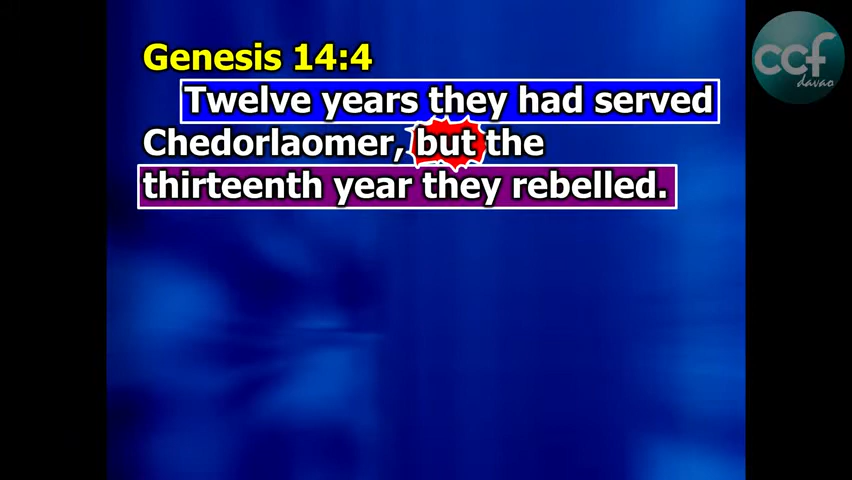 Genesis 14:4
Twelve years they had served
Chedorlaomer, but the
thirteenth year they rebelled.
ccf
davao